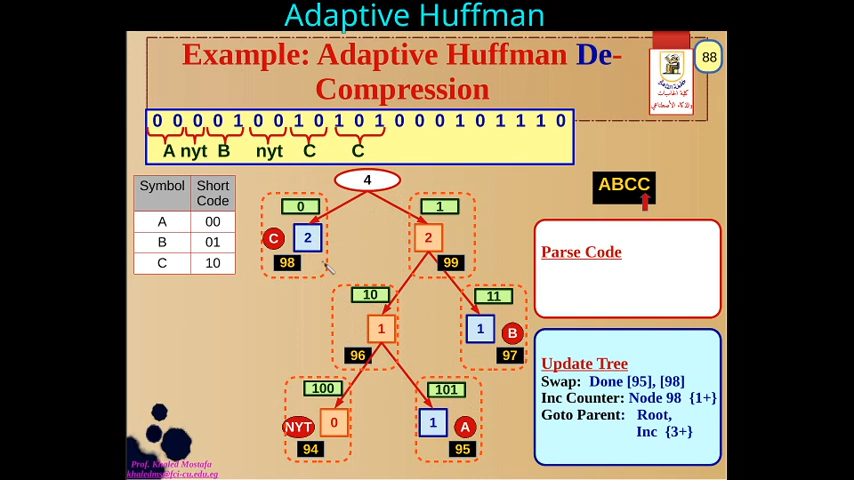 Adaptive Huffman
Example: Adaptive Huffman De-
Compression
88
0 0 0 0 1 0 0 1 0 1 0 1 0 0 0 1 0 1 1 1 0
A nyt B nyt C C
Symbol Short Code
A 00
B 01
C 10
4
0
1
C 2
2
98
99
10
11
1
1 B
96
97
100
101
NYT 0
1 A
94
95
ABCC
Parse Code
Update Tree
Swap: Done [95], [98]
Inc Counter: Node 98 {1+}
Goto Parent: Root,
Inc {3+}
Prof. Khaled Mostafa
khaledms@fci-cu.edu.eg